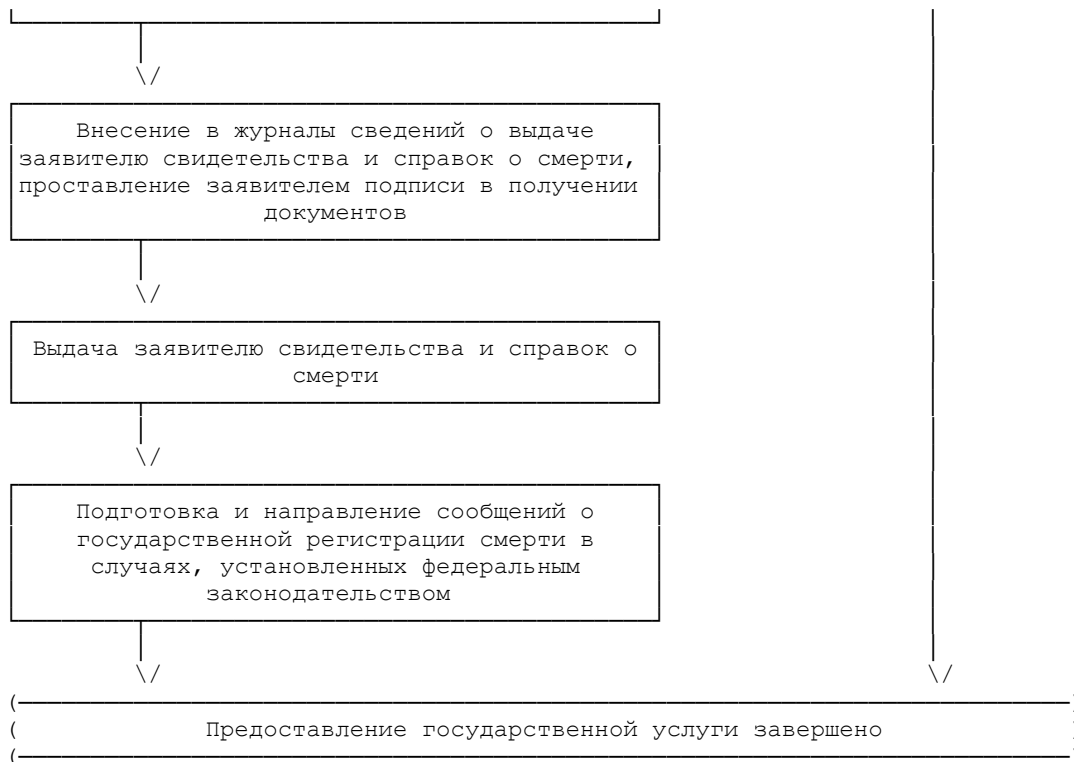 Внесение в журналы сведений о выдаче
заявителю свидетельства и справок о смерти,
проставление заявителем подписи в получении
документов
Выдача заявителю свидетельства и справок о
смерти
Подготовка и направление сообщений о
государственной регистрации смерти в
случаях, установленных федеральным
законодательством
Предоставление государственной услуги завершено